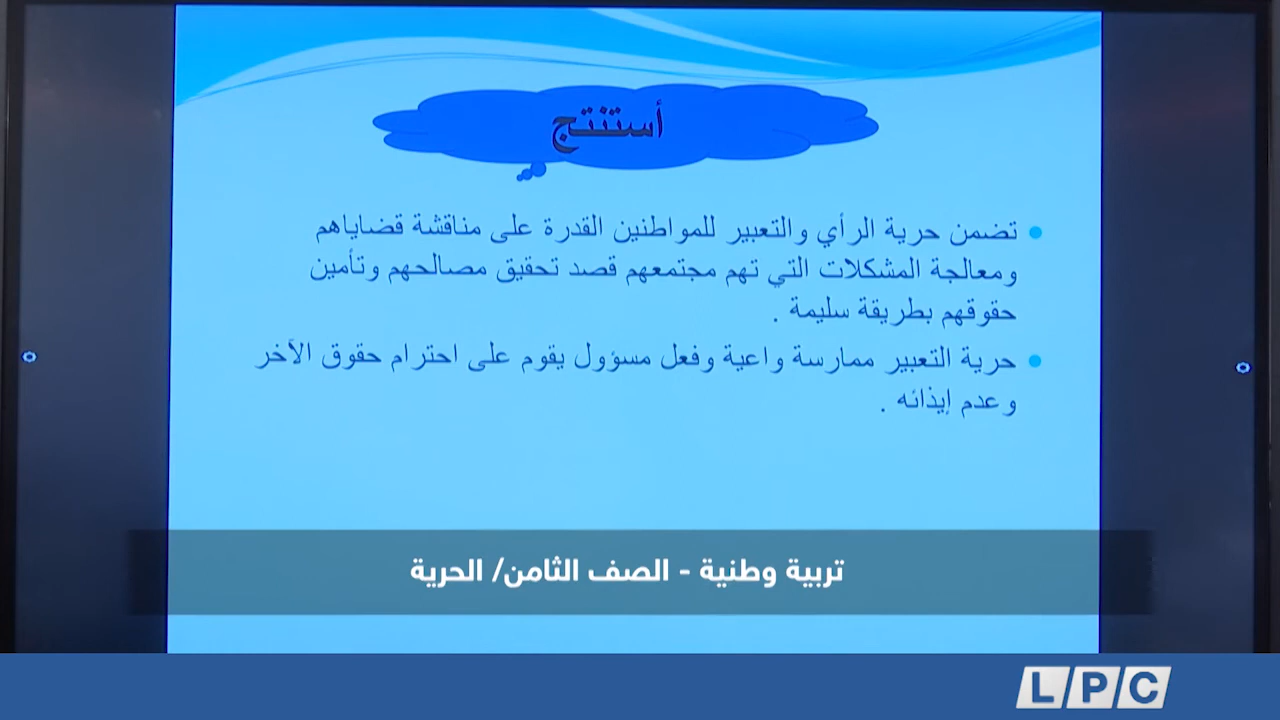 أستنتج
تضمن حرية الرأي والتعبير للمواطنين القدرة على مناقشة قضاياهم
ومعالجة المشكلات التي تهم مجتمعهم قصد تحقيق مصالحهم وتأمين
حقوقهم بطريقة سليمة .
حرية التعبير ممارسة واعية وفعل مسؤول يقوم على احترام حقوق الآخر
وعدم إيذائه .
تربية وطنية - الصف الثامن/ الحرية
LPC